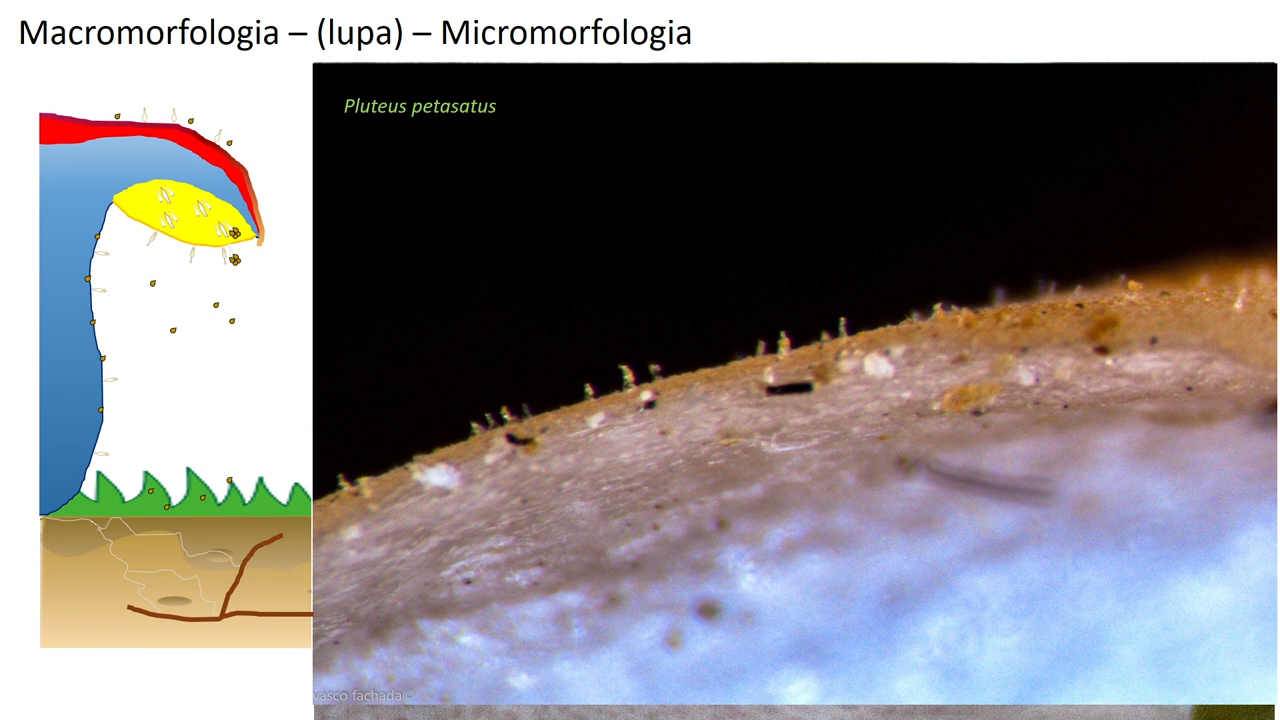 Macromorfologia – (lupa) – Micromorfologia
Pluteus petasatus
vasco fachada ©